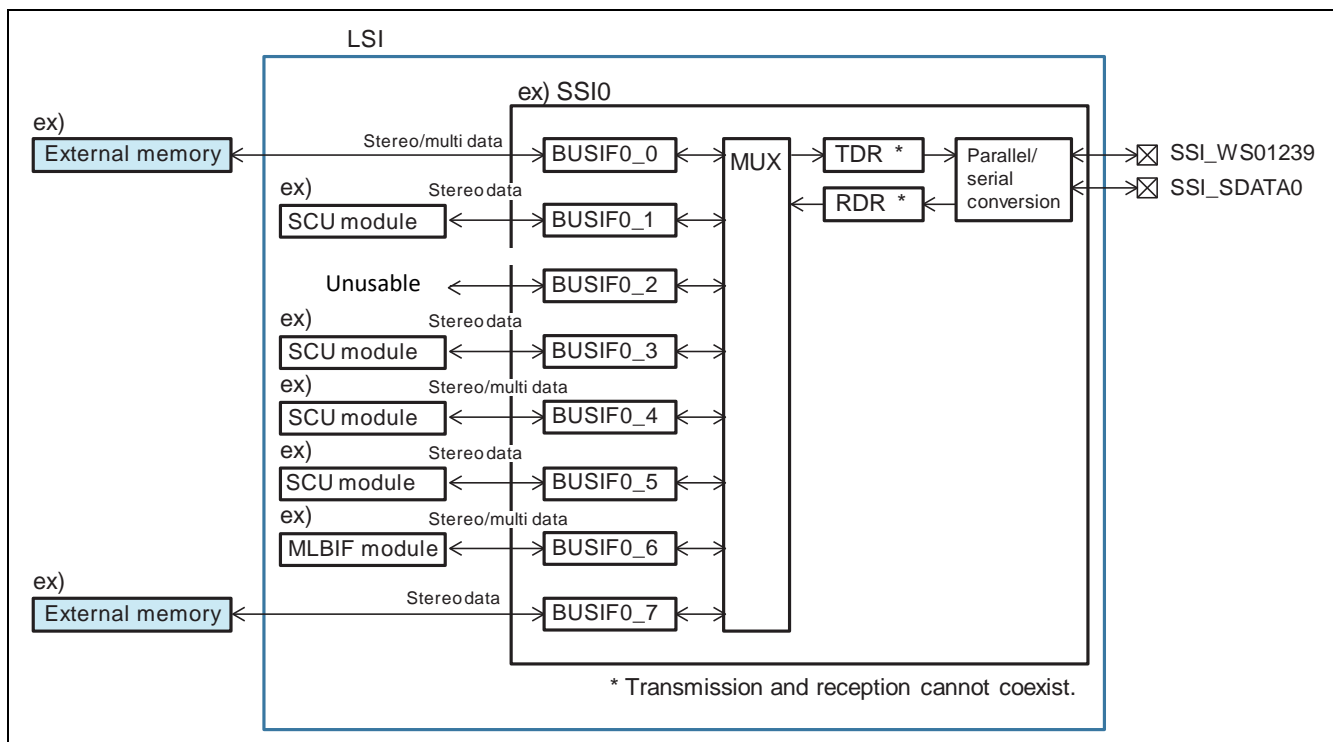 LSI
ex) SSI0
ex)
External memory
Stereo/multi data
BUSIF0_0
MUX
TDR *
Parallel/
serial
conversion
SSI_WS01239
RDR *
SSI_SDATA0
ex)
Stereo data
SCU module
BUSIF0_1
Unusable
BUSIF0_2
ex)
Stereo data
SCU module
BUSIF0_3
ex)
Stereo/multi data
SCU module
BUSIF0_4
ex)
Stereo data
SCU module
BUSIF0_5
ex)
Stereo/multi data
MLBIF module
BUSIF0_6
ex)
Stereo data
External memory
BUSIF0_7
* Transmission and reception cannot coexist.